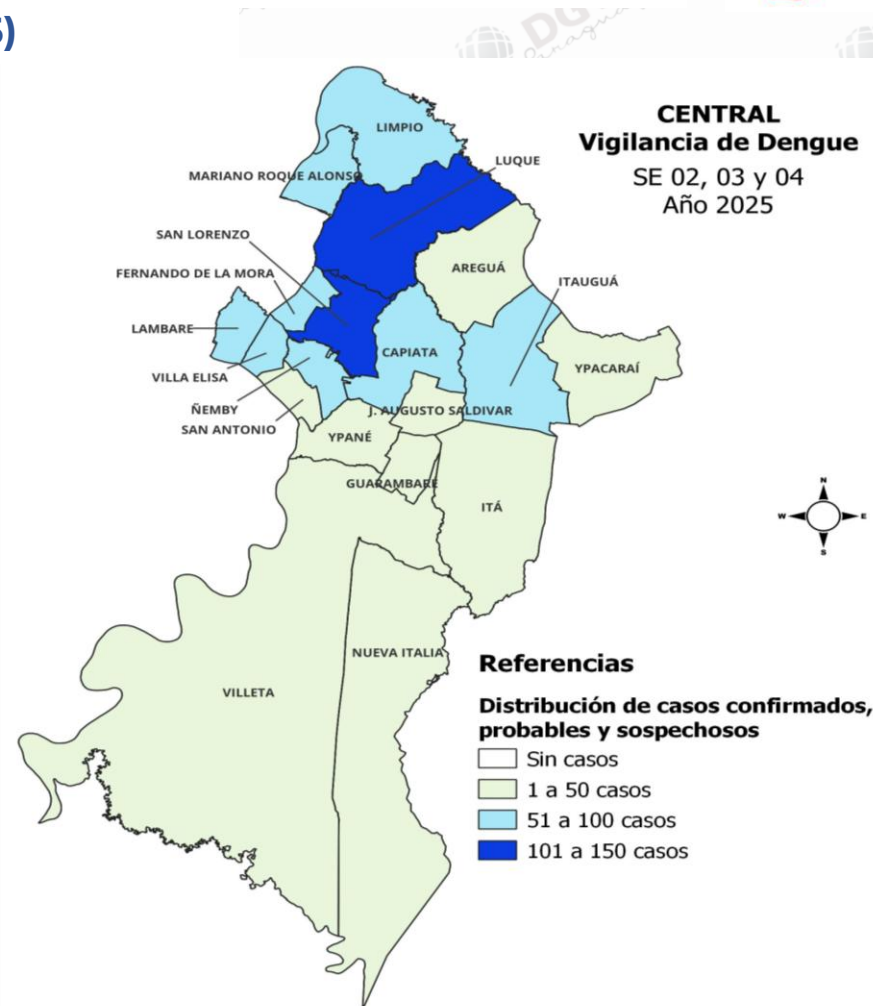 5)
DG
Paraguay
CENTRAL
Vigilancia de Dengue
SE 02, 03 y 04
Año 2025
LIMPIO
LUQUE
MARIANO ROQUE ALONSO
SAN LORENZO
FERNANDO DE LA MORA
AREGUÁ
ITAUGUÁ
LAMBARE
CAPIATA
YPACARAÍ
VILLA ELISA
ÑEMBY
J. AUGUSTO SALDIVAR
SAN ANTONIO
YPANÉ
GUARAMBARE
ITÁ
N
W E
S
NUEVA ITALIA
VILLETA
Referencias
Distribución de casos confirmados,
probables y sospechosos
Sin casos
1 a 50 casos
51 a 100 casos
101 a 150 casos